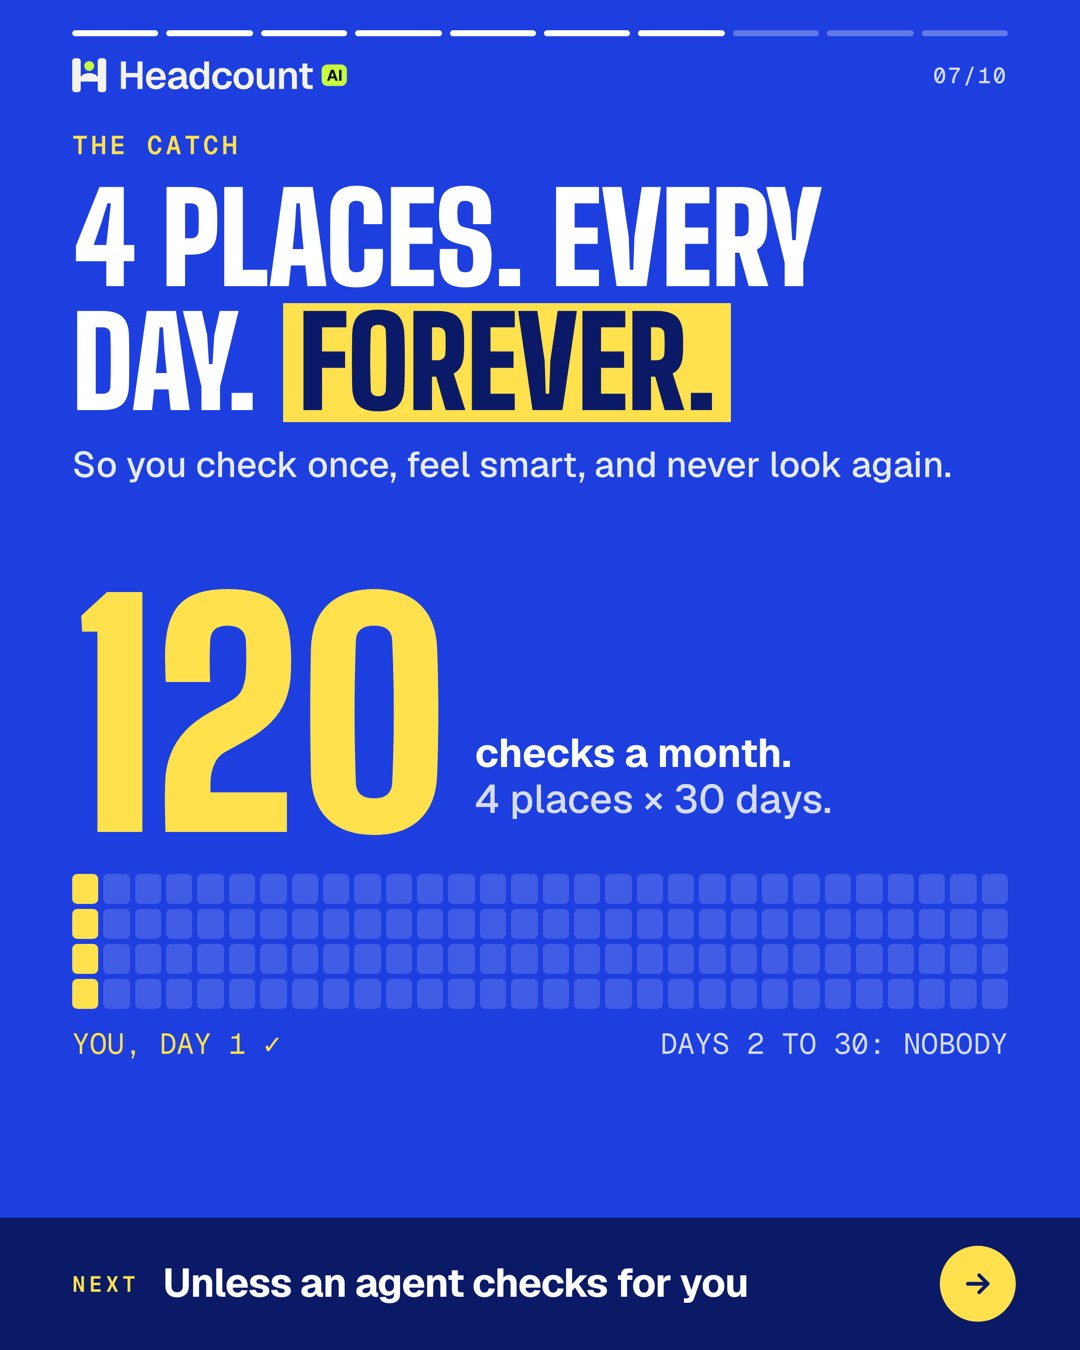 Headcount AI
07/10
THE CATCH
4 PLACES. EVERY
DAY. FOREVER.
So you check once, feel smart, and never look again.
120
checks a month.
4 places × 30 days.
YOU, DAY 1 ✓
DAYS 2 TO 30: NOBODY
NEXT Unless an agent checks for you →